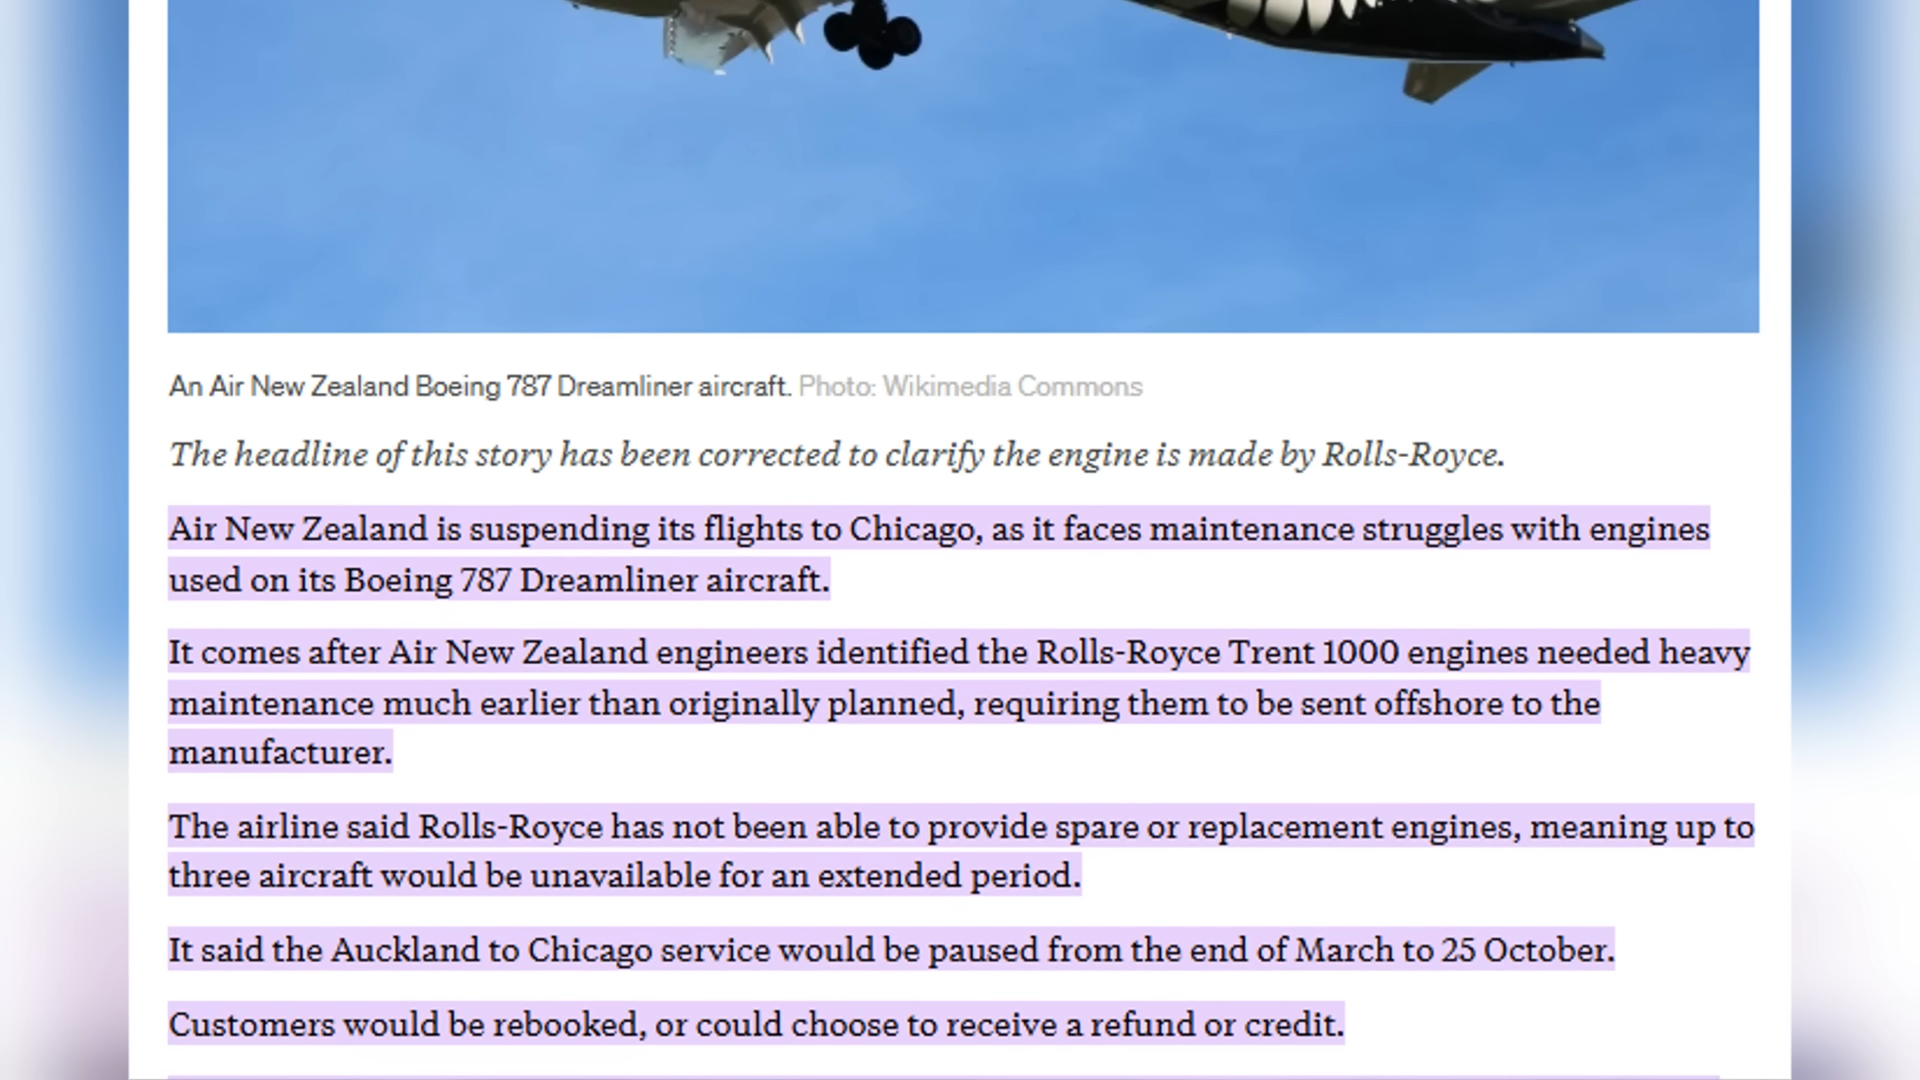 An Air New Zealand Boeing 787 Dreamliner aircraft. Photo: Wikimedia Commons
The headline of this story has been corrected to clarify the engine is made by Rolls-Royce.
Air New Zealand is suspending its flights to Chicago, as it faces maintenance struggles with engines
used on its Boeing 787 Dreamliner aircraft.
It comes after Air New Zealand engineers identified the Rolls-Royce Trent 1000 engines needed heavy
maintenance much earlier than originally planned, requiring them to be sent offshore to the
manufacturer.
The airline said Rolls-Royce has not been able to provide spare or replacement engines, meaning up to
three aircraft would be unavailable for an extended period.
It said the Auckland to Chicago service would be paused from the end of March to 25 October.
Customers would be rebooked, or could choose to receive a refund or credit.